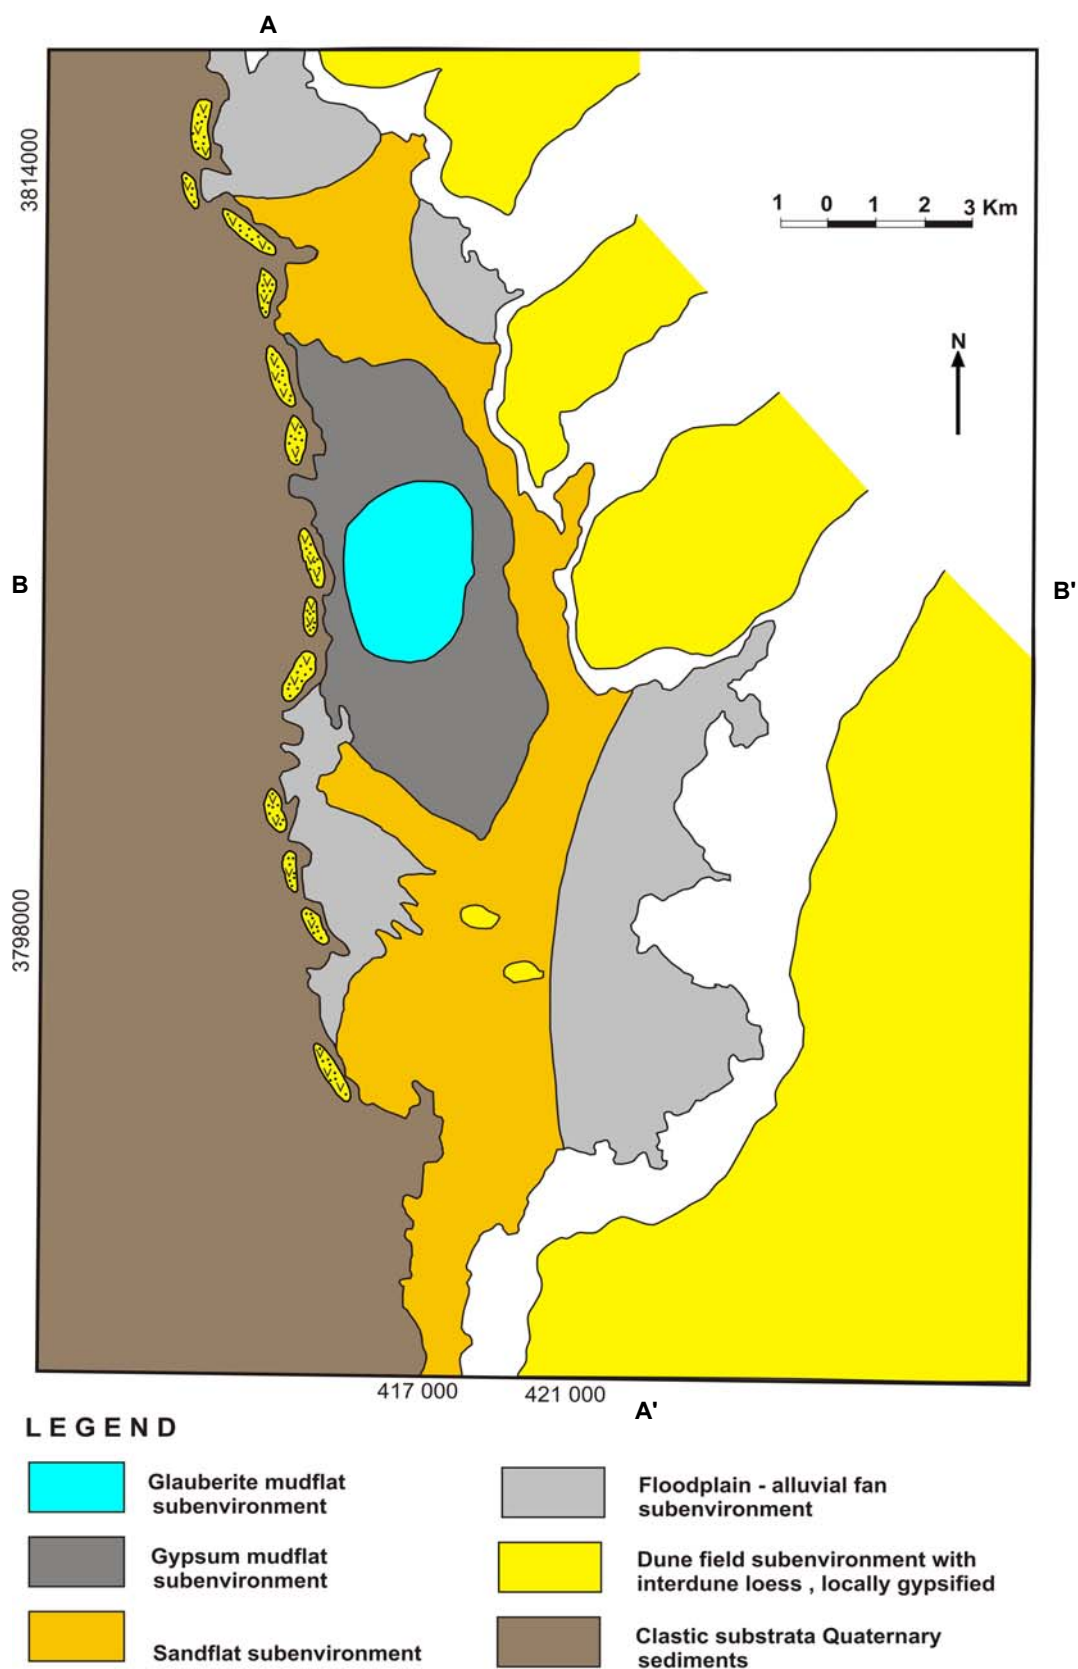 A
3814000
1 0 1 2 3 Km
N
B
B'
3798000
417 000
421 000
A'
LEGEND
Glauberite mudflat
subenvironment
Gypsum mudflat
subenvironment
Sandflat subenvironment
Floodplain - alluvial fan
subenvironment
Dune field subenvironment with
interdune loess , locally gypsified
Clastic substrata Quaternary
sediments